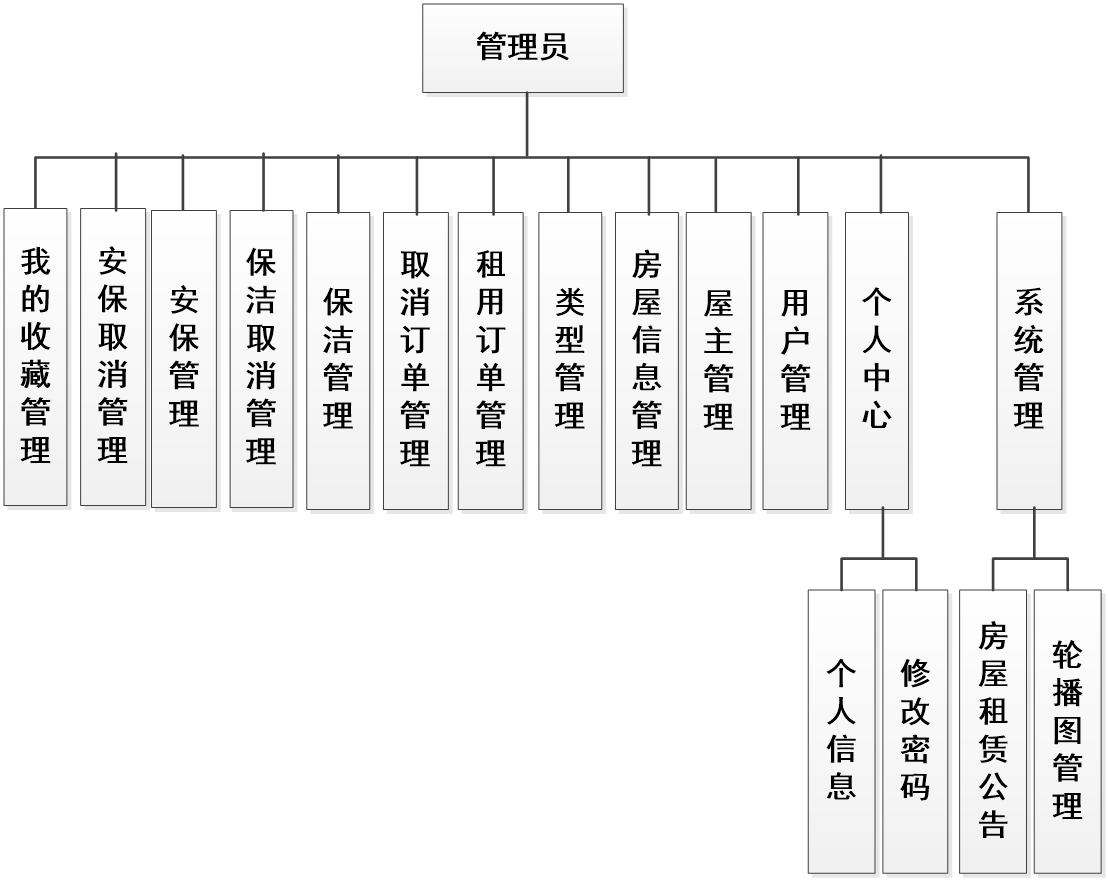 管理员
我的收藏管理
安保取消管理
安保管理
保洁取消管理
保洁管理
取消订单管理
租用订单管理
类型管理
房屋信息管理
屋主管理
用户管理
个人中心
系统管理
个人信息
修改密码
房屋租赁公告
轮播图管理